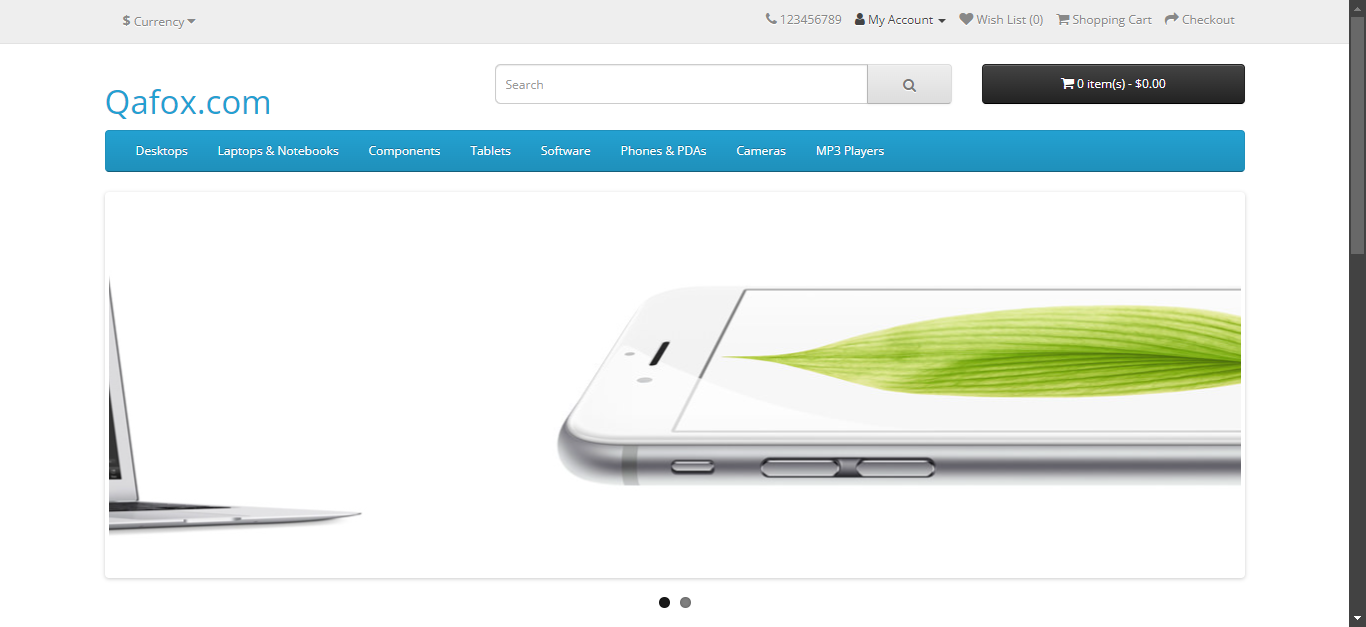 $ Currency
123456789 My Account Wish List (0) Shopping Cart Checkout
Search
0 item(s) - $0.00
Qafox.com
Desktops Laptops & Notebooks Components Tablets Software Phones & PDAs Cameras MP3 Players